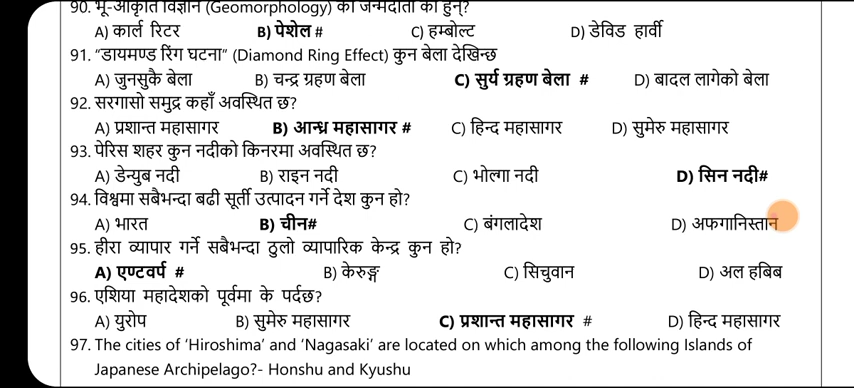 90. भू-आकृति विज्ञान (Geomorphology) का जन्मदाता को हुन्?
A) कार्ल रिटर B) पेशेल # C) हम्बोल्ट D) डेविड हार्वी
91. “डायमण्ड रिंग घटना” (Diamond Ring Effect) कुन बेला देखिन्छ
A) जुनसुकै बेला B) चन्द्र ग्रहण बेला C) सुर्य ग्रहण बेला # D) बादल लागेको बेला
92. सरगासो समुद्र कहाँ अवस्थित छ?
A) प्रशान्त महासागर B) आन्ध्र महासागर # C) हिन्द महासागर D) सुमेरु महासागर
93. पेरिस शहर कुन नदीको किनरमा अवस्थित छ?
A) डेन्युब नदी B) राइन नदी C) भोल्गा नदी D) सिन नदी#
94. विश्वमा सबैभन्दा बढी सूर्ती उत्पादन गर्ने देश कुन हो?
A) भारत B) चीन# C) बंगलादेश D) अफगानिस्तान
95. हीरा व्यापार गर्ने सबैभन्दा ठुलो व्यापारिक केन्द्र कुन हो?
A) एण्टवर्प # B) केरुङ्ग C) सिचुवान D) अल हबिब
96. एशिया महादेशको पूर्वमा के पर्दछ?
A) युरोप B) सुमेरु महासागर C) प्रशान्त महासागर # D) हिन्द महासागर
97. The cities of ‘Hiroshima’ and ‘Nagasaki’ are located on which among the following Islands of
Japanese Archipelago?- Honshu and Kyushu